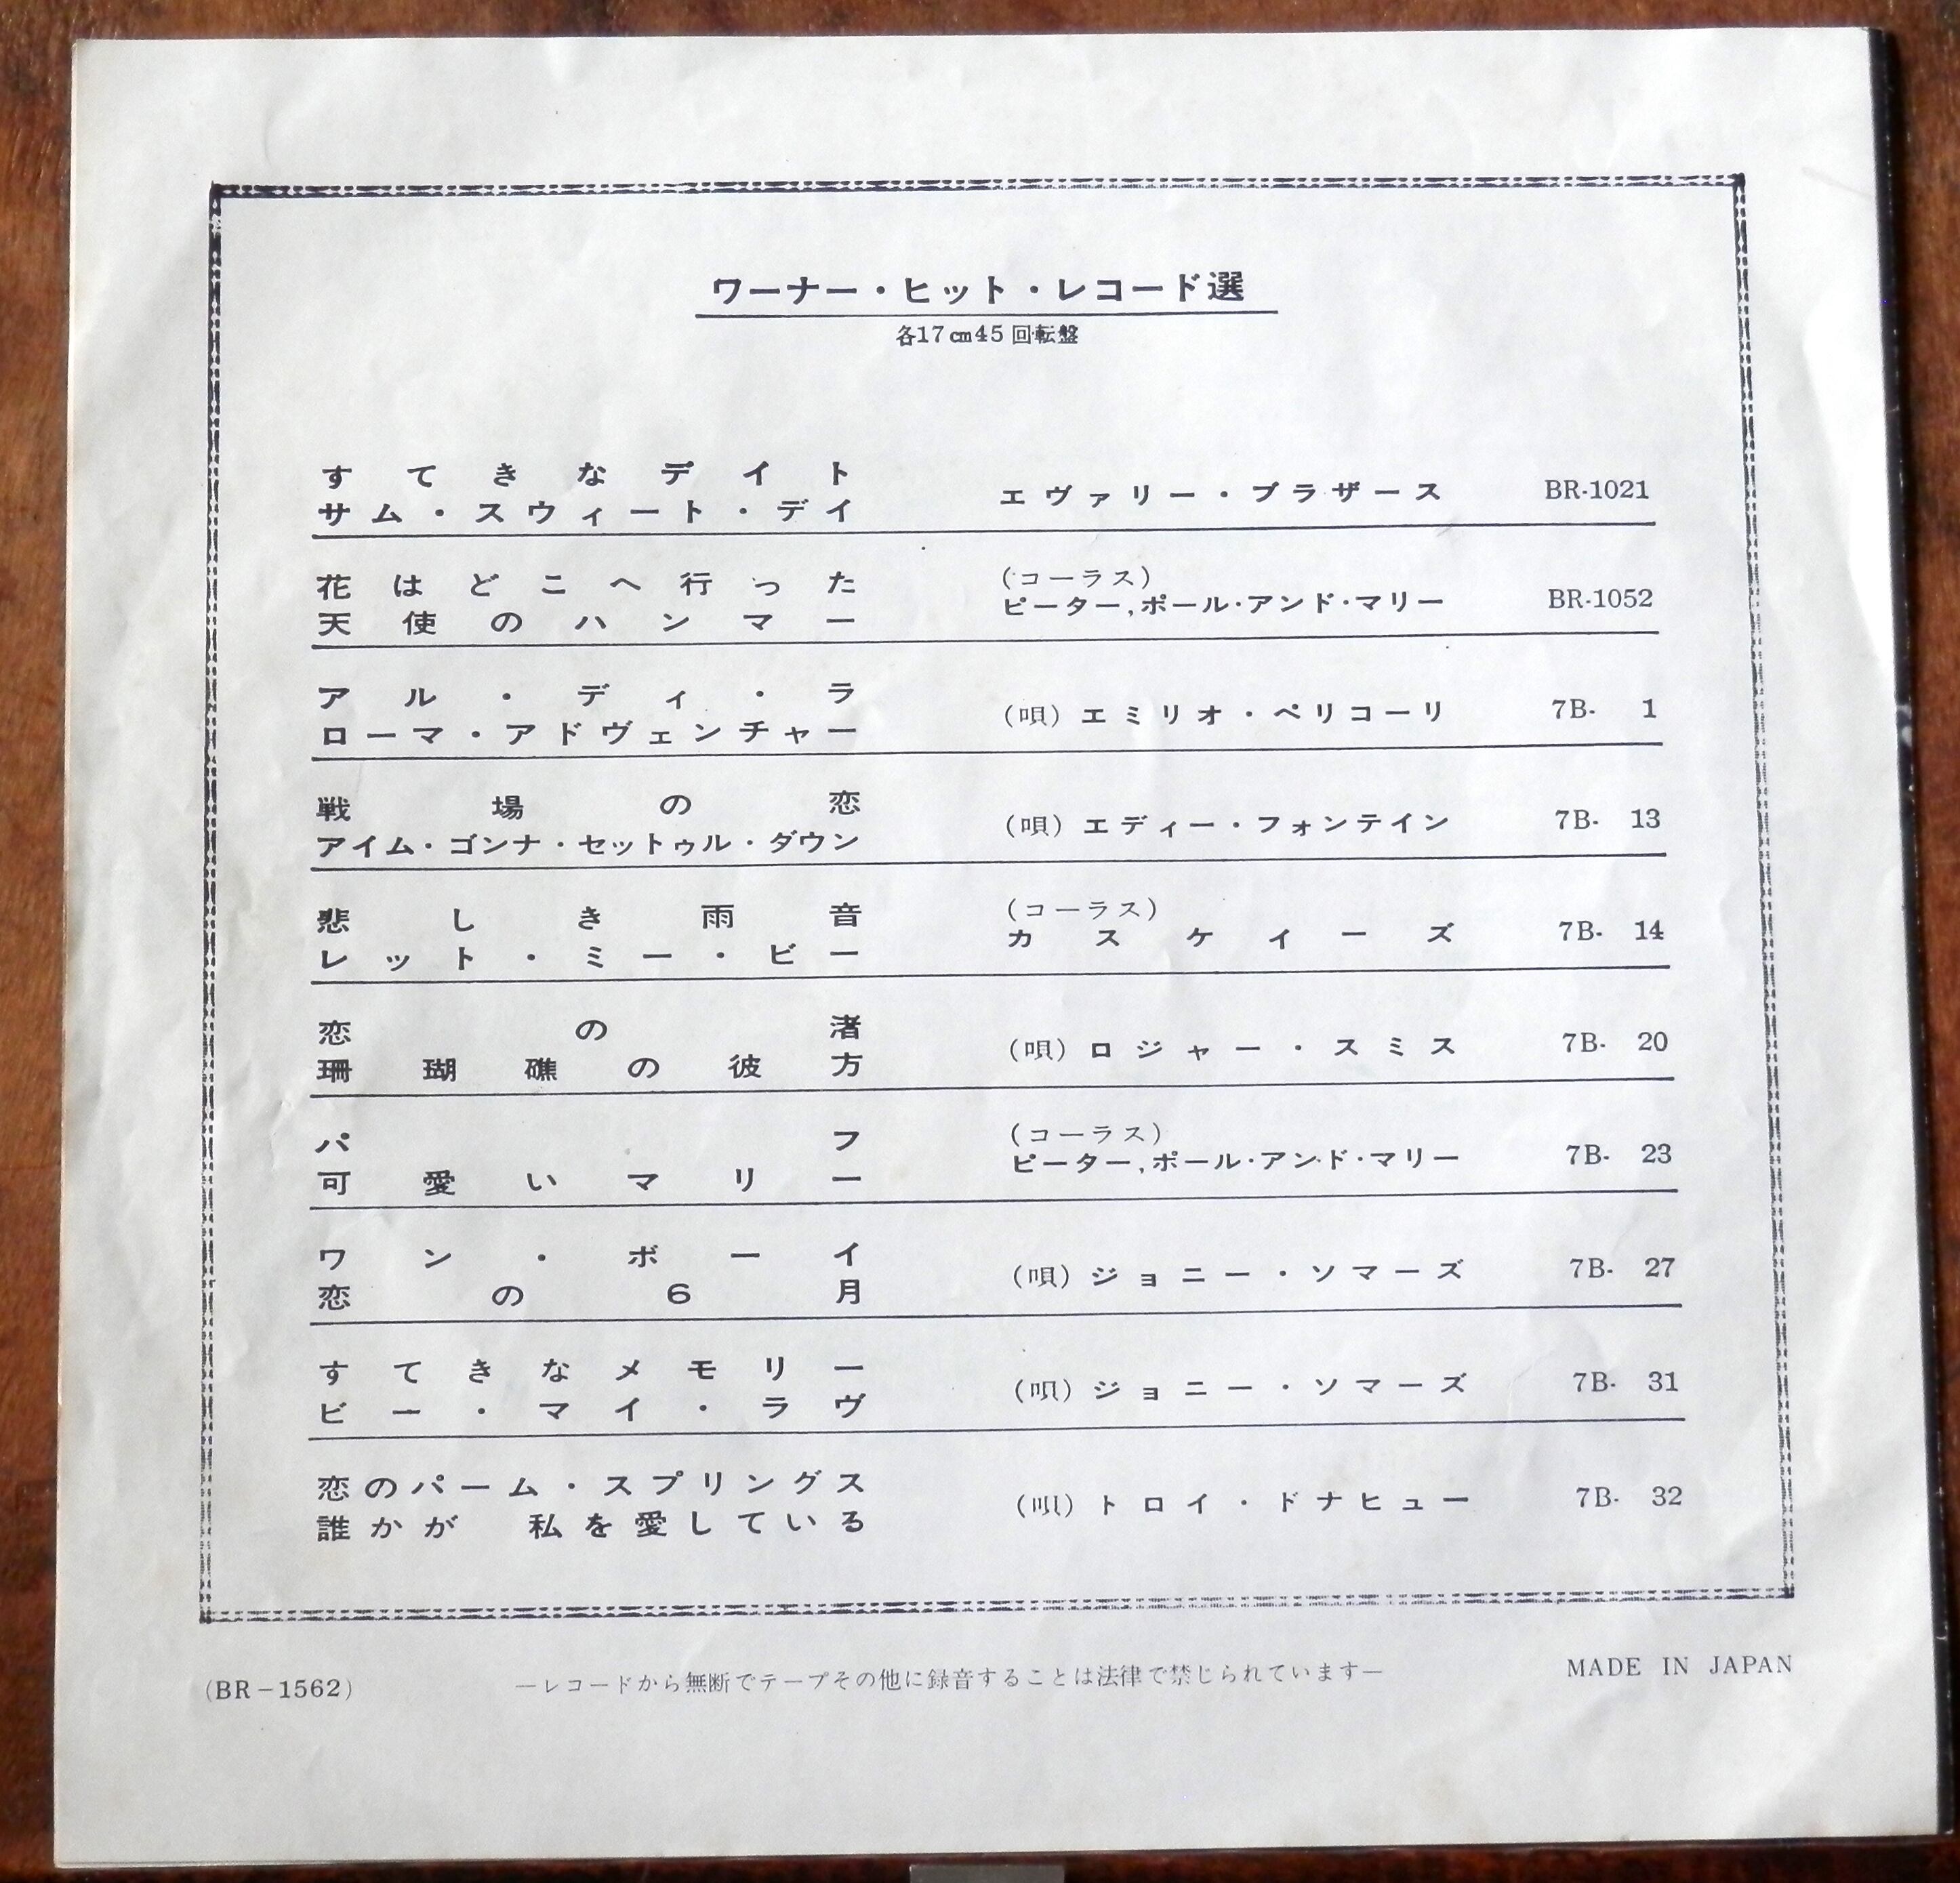 ワーナー・ヒット・レコード選
各17㎝45回転盤
すてきなデイト
サム・スウィート・デイ
エヴァリー・ブラザース BR-1021
花はどこへ行った
天使のハンマー
(コーラス)
ピーター,ポール・アンド・マリー BR-1052
アル・ディ・ラ
ローマ・アドヴェンチャー
(唄)エミリオ・ペリコーリ 7B- 1
戦場の恋
アイム・ゴンナ・セットゥル・ダウン
(唄)エディー・フォンテイン 7B- 13
悲しき雨音
レット・ミー・ビー
(コーラス)
カスケイーズ 7B- 14
恋の渚
珊瑚礁の彼方
(唄)ロジャー・スミス 7B- 20
パフ
可愛いマリー
(コーラス)
ピーター,ポール・アンド・マリー 7B- 23
ワン・ボーイ
恋の6月
(唄)ジョニー・ソマーズ 7B- 27
すてきなメモリー
ビー・マイ・ラヴ
(唄)ジョニー・ソマーズ 7B- 31
恋のパーム・スプリングス
誰かが 私を愛している
(唄)トロイ・ドナヒュー 7B- 32
(BR-1562)
—レコードから無断でテープその他に録音することは法律で禁じられています—
MADE IN JAPAN